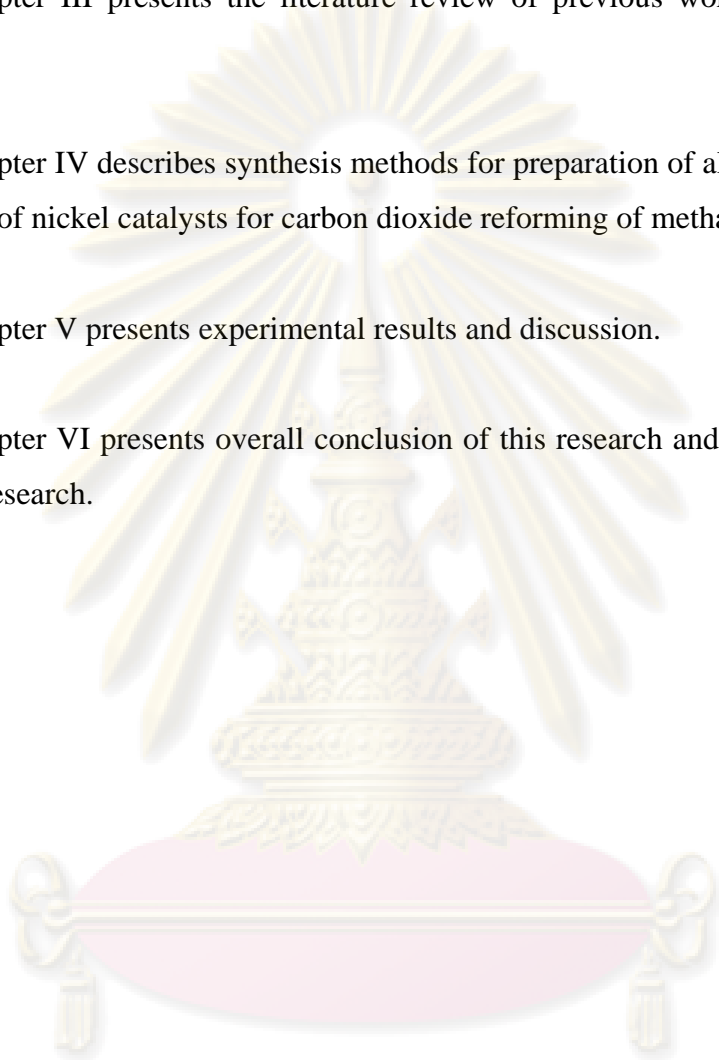 pter III presents the literature review of previous wor
pter IV describes synthesis methods for preparation of a
of nickel catalysts for carbon dioxide reforming of metha
pter V presents experimental results and discussion.
pter VI presents overall conclusion of this research and
esearch.